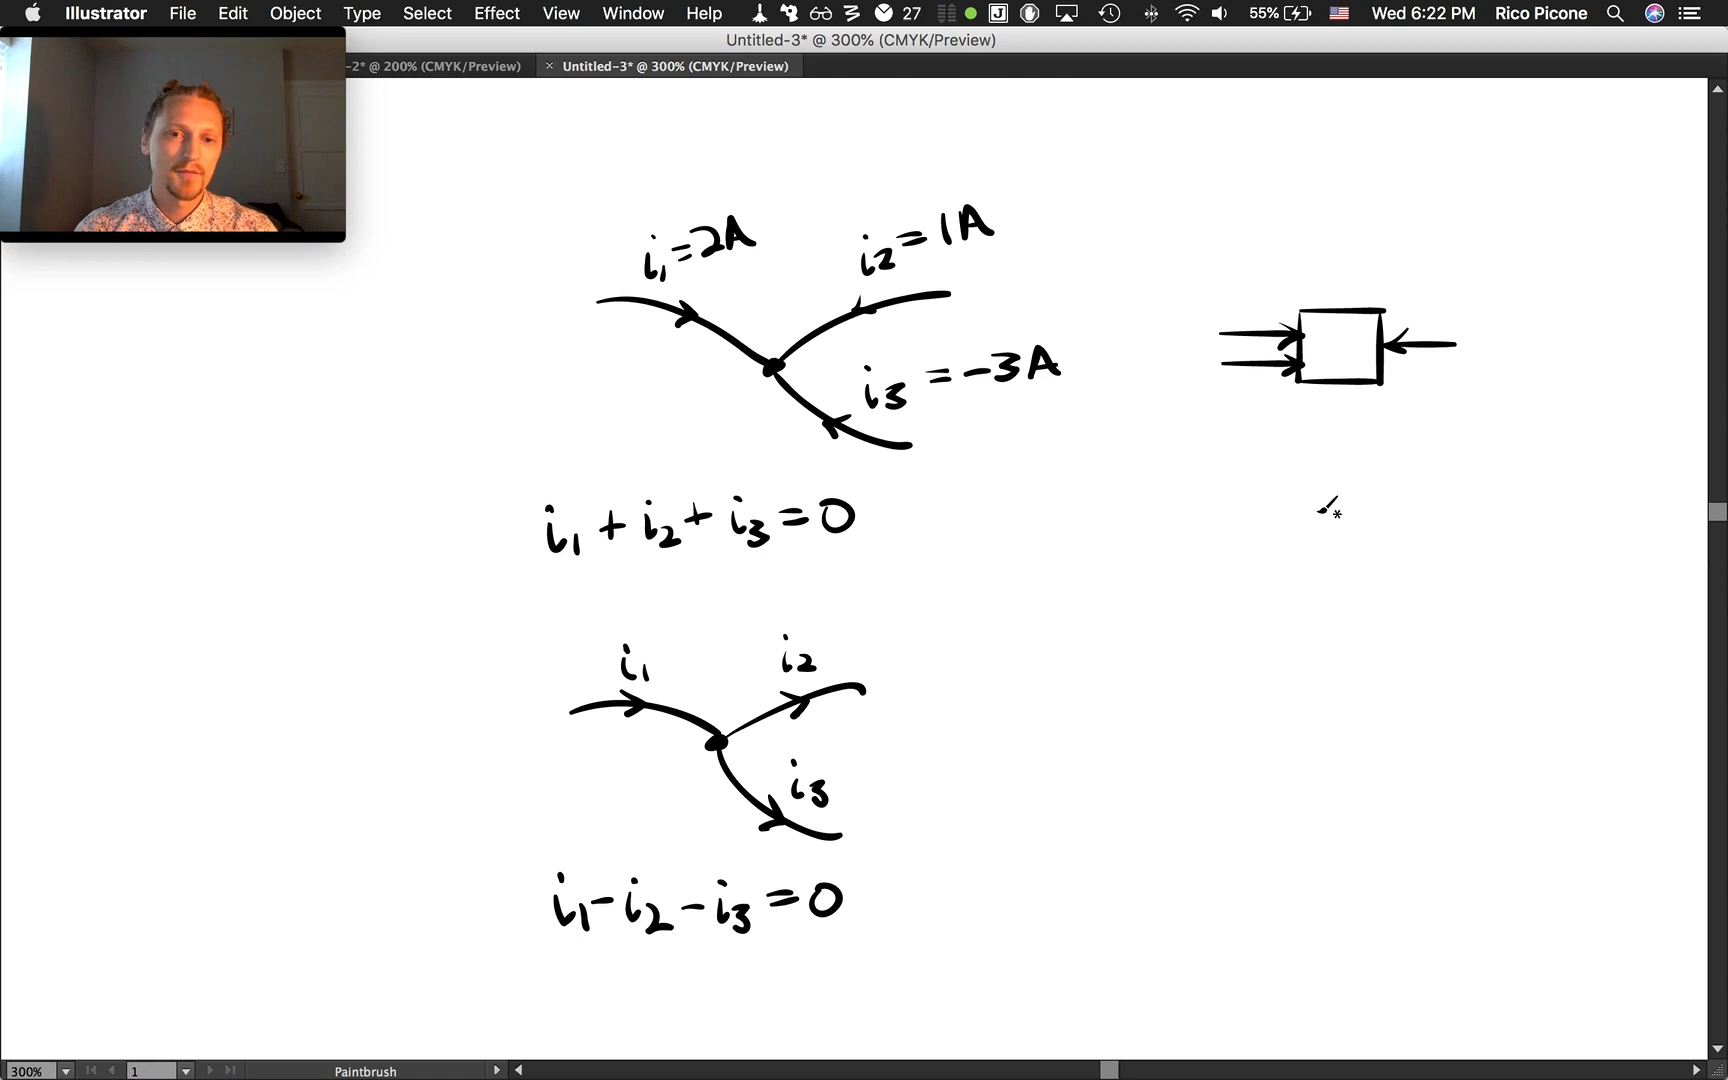 Illustrator File Edit Object Type Select Effect View Window Help 27 J 55% Wed 6:22 PM Rico Picone
Untitled-3* @ 300% (CMYK/Preview)
-2* @ 200% (CMYK/Preview) × Untitled-3* @ 300% (CMYK/Preview)
i₁=2A
i₂=1A
i₃=-3A
i₁+i₂+i₃=0
i₁
i₂
i₃
i₁-i₂-i₃=0
300% 1 Paintbrush